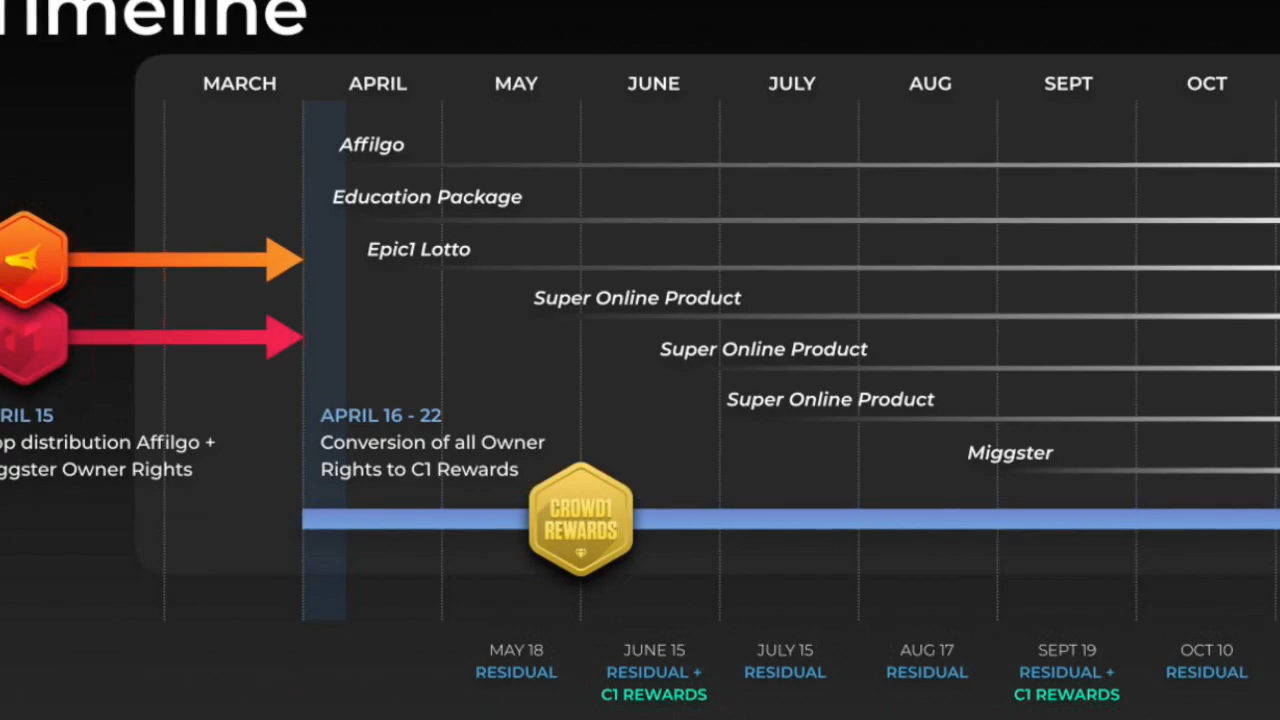 Timeline
MARCH APRIL MAY JUNE JULY AUG SEPT OCT
Affilgo
Education Package
Epic1 Lotto
Super Online Product
Super Online Product
Super Online Product
Miggster
RIL 15
op distribution Affilgo +
ggster Owner Rights
APRIL 16 - 22
Conversion of all Owner
Rights to C1 Rewards
CROWD1
REWARDS
MAY 18 JUNE 15 JULY 15 AUG 17 SEPT 19 OCT 10
RESIDUAL RESIDUAL + RESIDUAL RESIDUAL RESIDUAL + RESIDUAL
C1 REWARDS C1 REWARDS